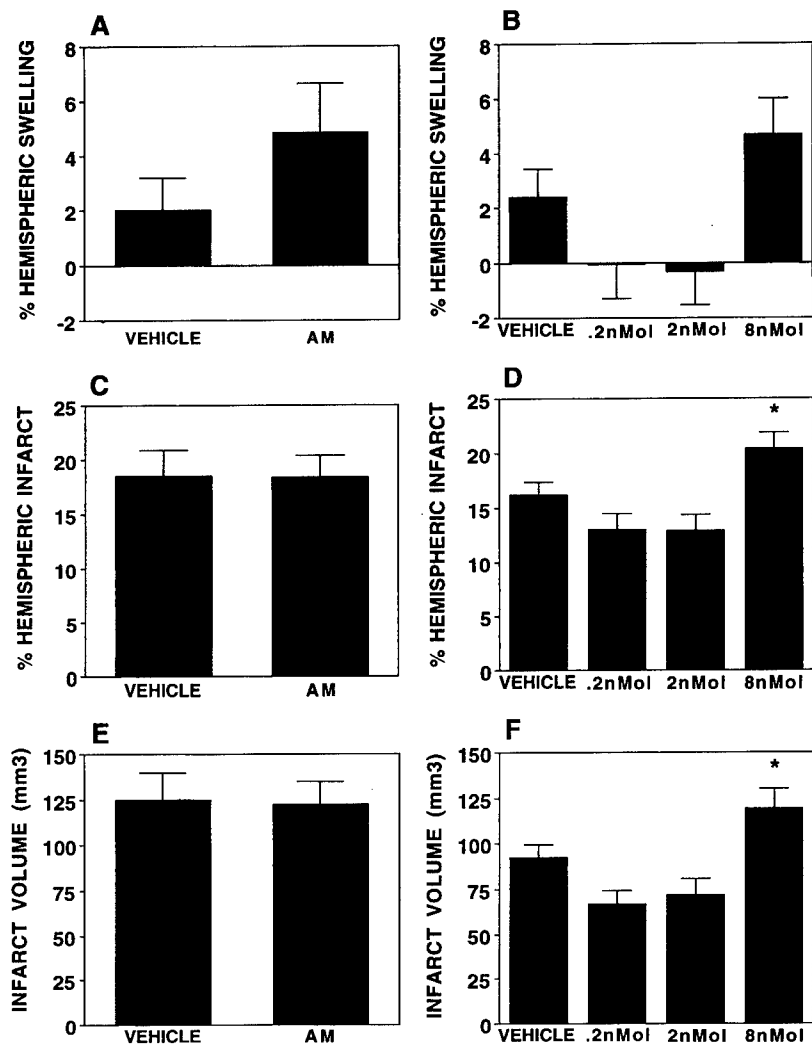 A
% HEMISPHERIC SWELLING
8
6
4
2
0
-2
VEHICLE AM
B
% HEMISPHERIC SWELLING
8
6
4
2
0
-2
VEHICLE .2nMol 2nMol 8nMol
C
% HEMISPHERIC INFARCT
25
20
15
10
5
0
VEHICLE AM
D
% HEMISPHERIC INFARCT
25
20
15
10
5
0
*
VEHICLE .2nMol 2nMol 8nMol
E
INFARCT VOLUME (mm3)
150
125
100
75
50
25
0
VEHICLE AM
F
INFARCT VOLUME (mm3)
150
125
100
75
50
25
0
*
VEHICLE .2nMol 2nMol 8nMol